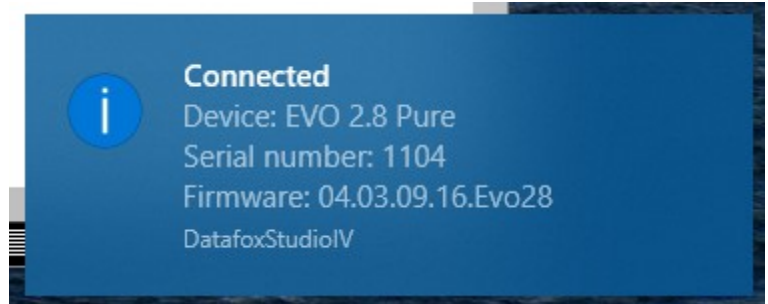 Connected
Device: EVO 2.8 Pure
Serial number: 1104
Firmware: 04.03.09.16.Evo28
DatafoxStudioIV